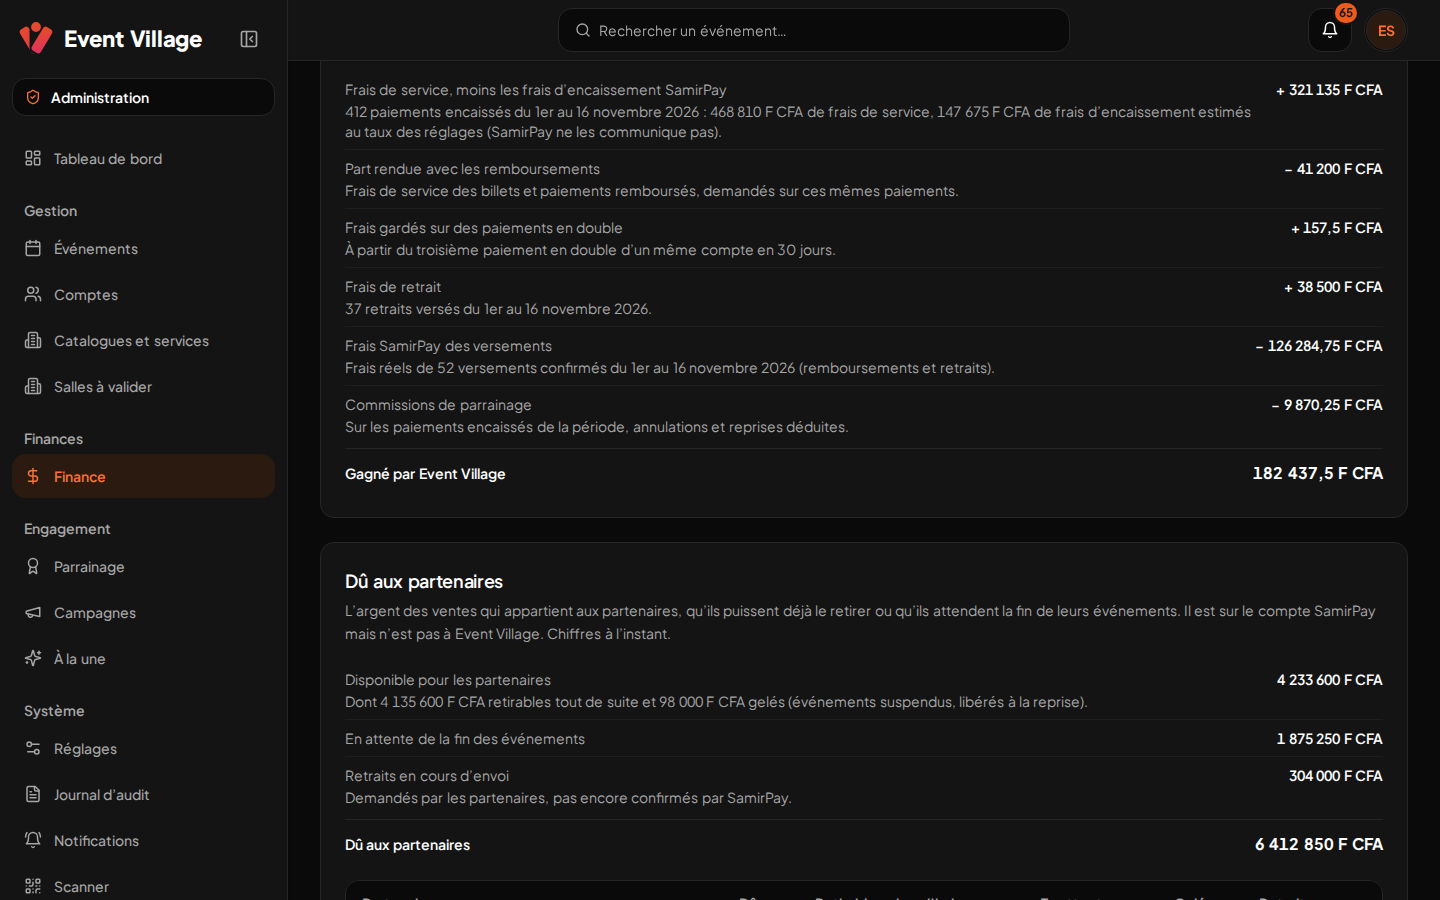 Event Village
Rechercher un événement…
65
ES
Administration
Tableau de bord
Gestion
Événements
Comptes
Catalogues et services
Salles à valider
Finances
Finance
Engagement
Parrainage
Campagnes
À la une
Système
Réglages
Journal d’audit
Notifications
Scanner
Frais de service, moins les frais d’encaissement SamirPay
+ 321 135 F CFA
412 paiements encaissés du 1er au 16 novembre 2026 : 468 810 F CFA de frais de service, 147 675 F CFA de frais d’encaissement estimés
au taux des réglages (SamirPay ne les communique pas).
Part rendue avec les remboursements
− 41 200 F CFA
Frais de service des billets et paiements remboursés, demandés sur ces mêmes paiements.
Frais gardés sur des paiements en double
+ 157,5 F CFA
À partir du troisième paiement en double d’un même compte en 30 jours.
Frais de retrait
+ 38 500 F CFA
37 retraits versés du 1er au 16 novembre 2026.
Frais SamirPay des versements
− 126 284,75 F CFA
Frais réels de 52 versements confirmés du 1er au 16 novembre 2026 (remboursements et retraits).
Commissions de parrainage
− 9 870,25 F CFA
Sur les paiements encaissés de la période, annulations et reprises déduites.
Gagné par Event Village
182 437,5 F CFA
Dû aux partenaires
L’argent des ventes qui appartient aux partenaires, qu’ils puissent déjà le retirer ou qu’ils attendent la fin de leurs événements. Il est sur le compte SamirPay
mais n’est pas à Event Village. Chiffres à l’instant.
Disponible pour les partenaires
4 233 600 F CFA
Dont 4 135 600 F CFA retirables tout de suite et 98 000 F CFA gelés (événements suspendus, libérés à la reprise).
En attente de la fin des événements
1 875 250 F CFA
Retraits en cours d’envoi
304 000 F CFA
Demandés par les partenaires, pas encore confirmés par SamirPay.
Dû aux partenaires
6 412 850 F CFA